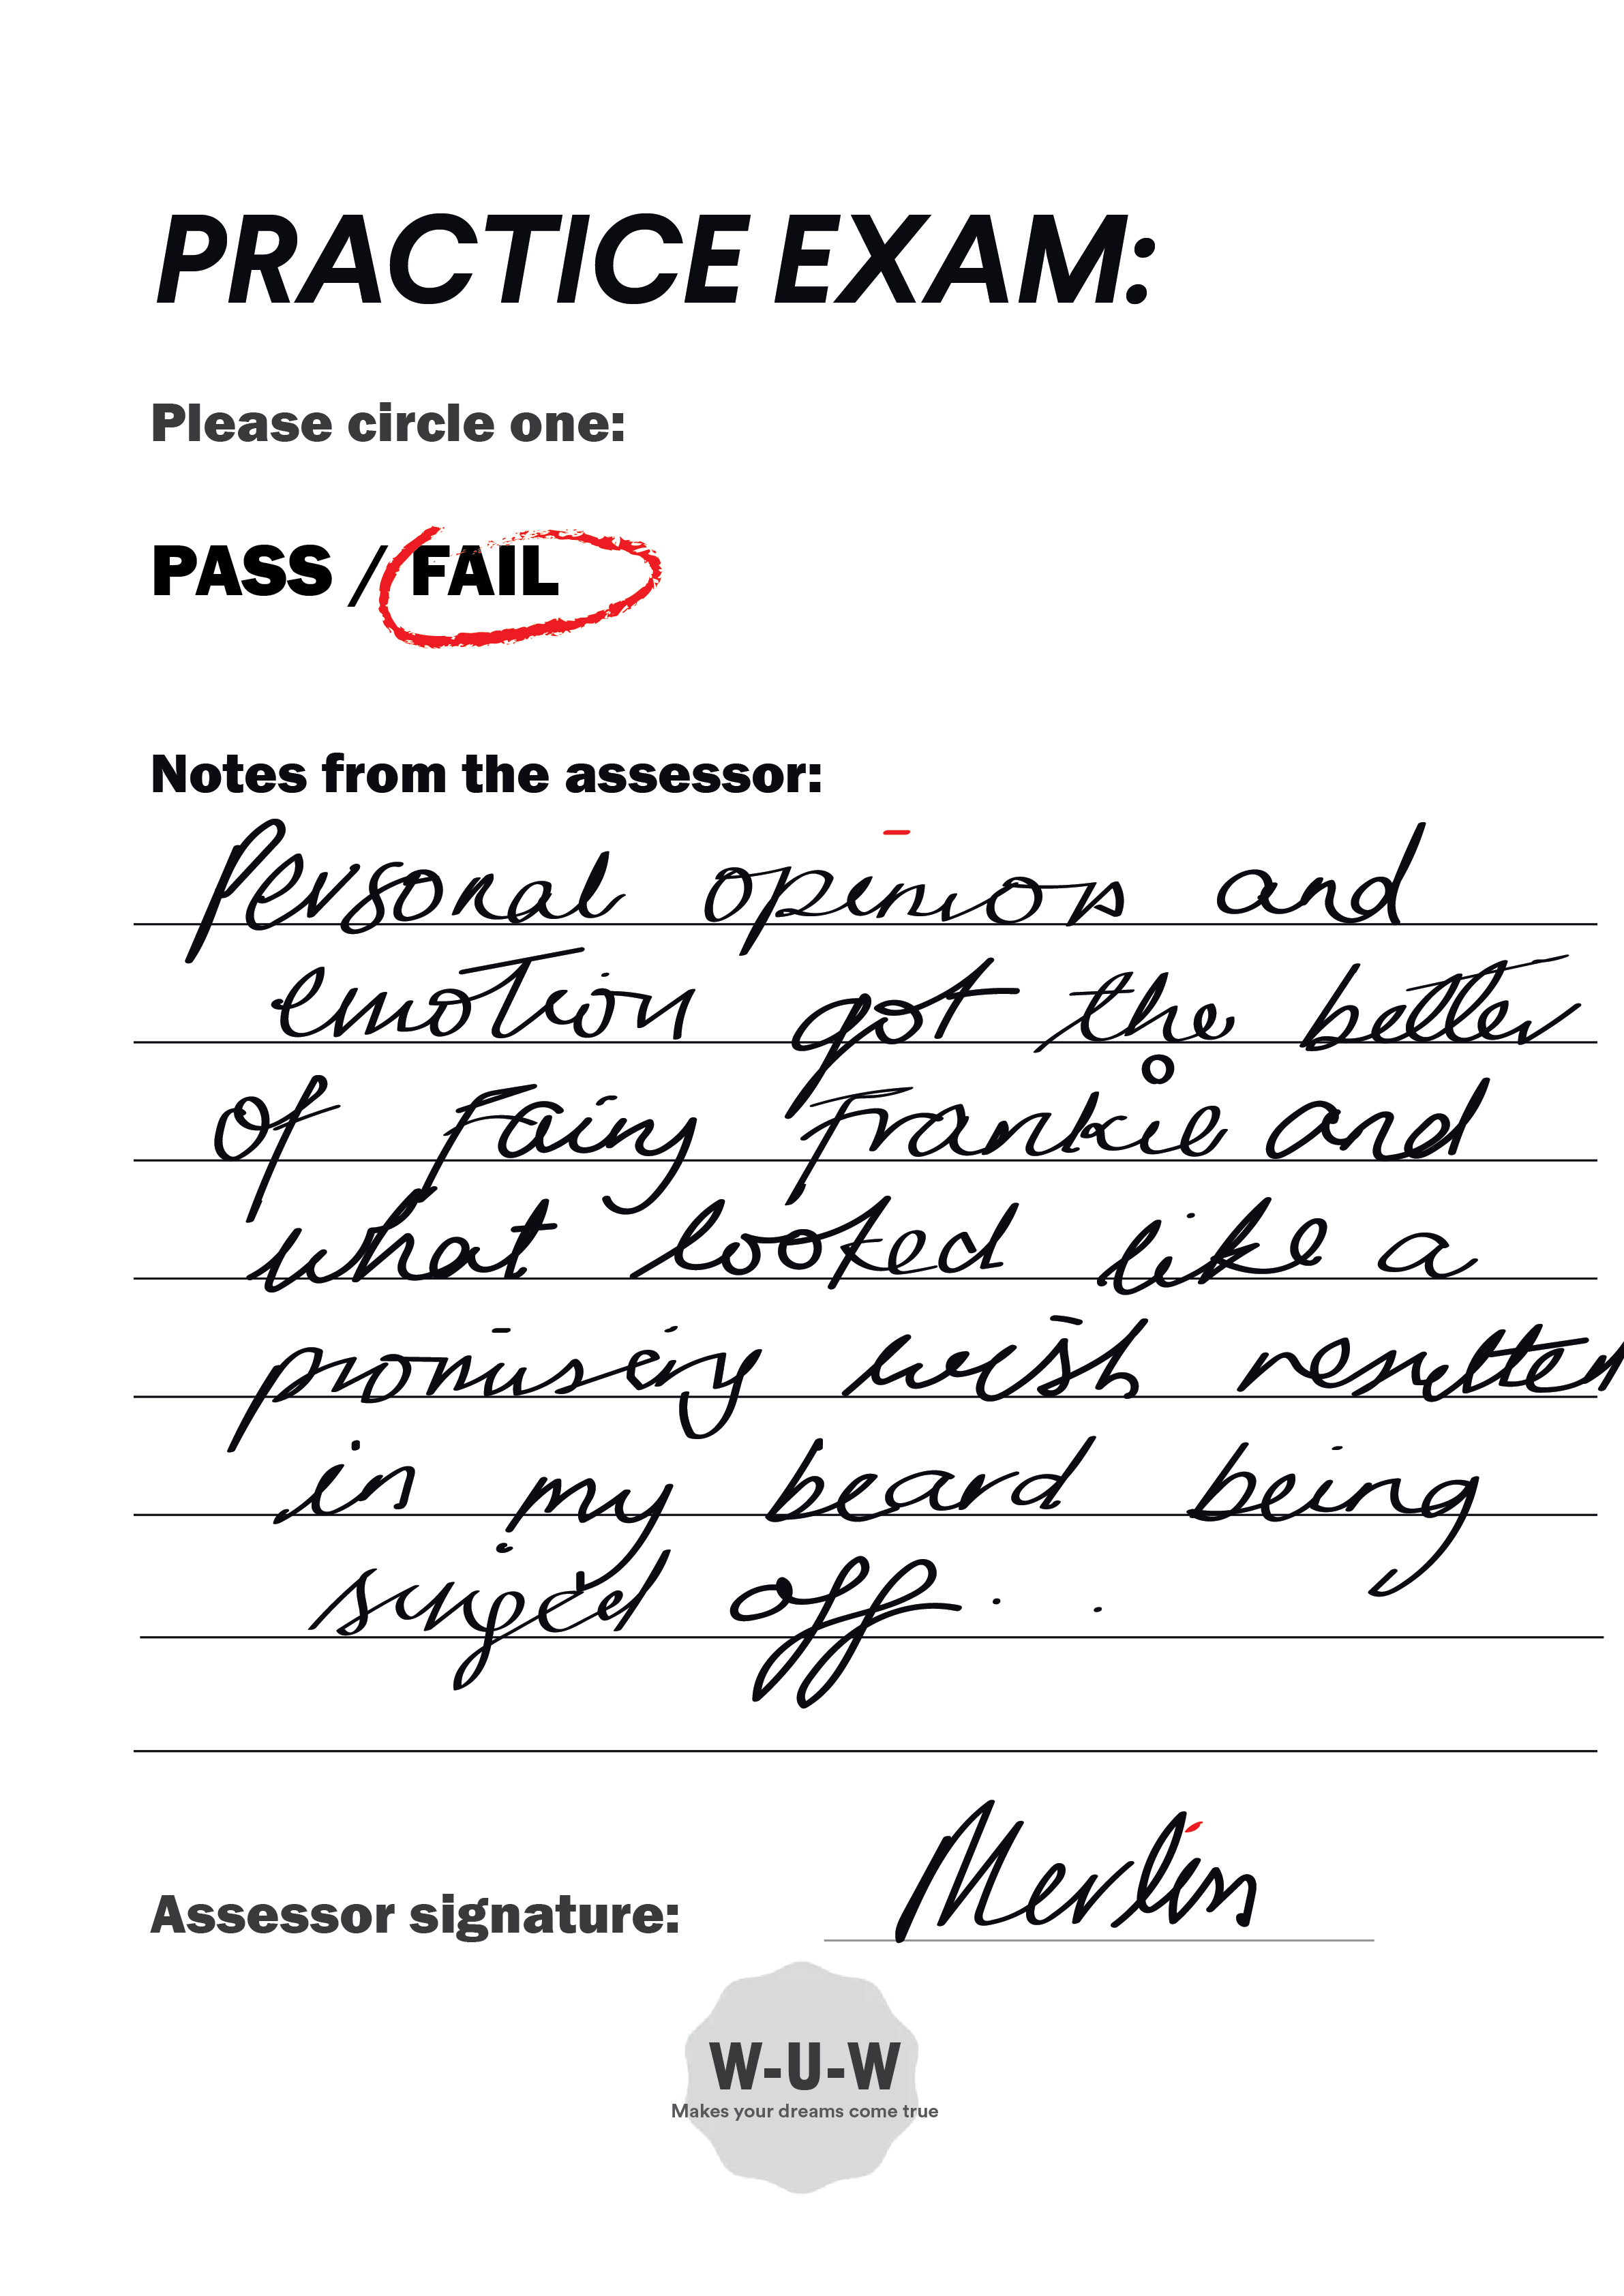 PRACTICE EXAM:
Please circle one:
PASS / FAIL
Notes from the assessor:
Personal opinion and
emotion got the better
of Fairy Frankie and
what looked like a
promising wish resulted
in my beard being
singed off..
Assessor signature: Merlin
W-U-W
Makes your dreams come true